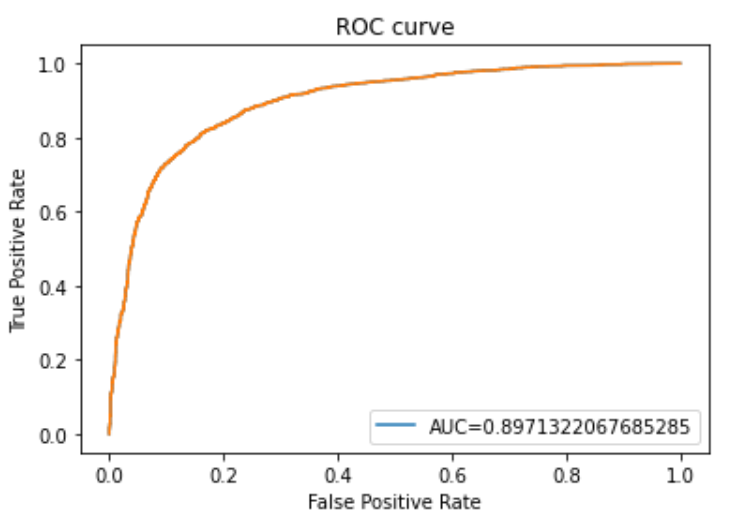 ROC curve
True Positive Rate
1.0
0.8
0.6
0.4
0.2
0.0
AUC=0.8971322067685285
0.0 0.2 0.4 0.6 0.8 1.0
False Positive Rate